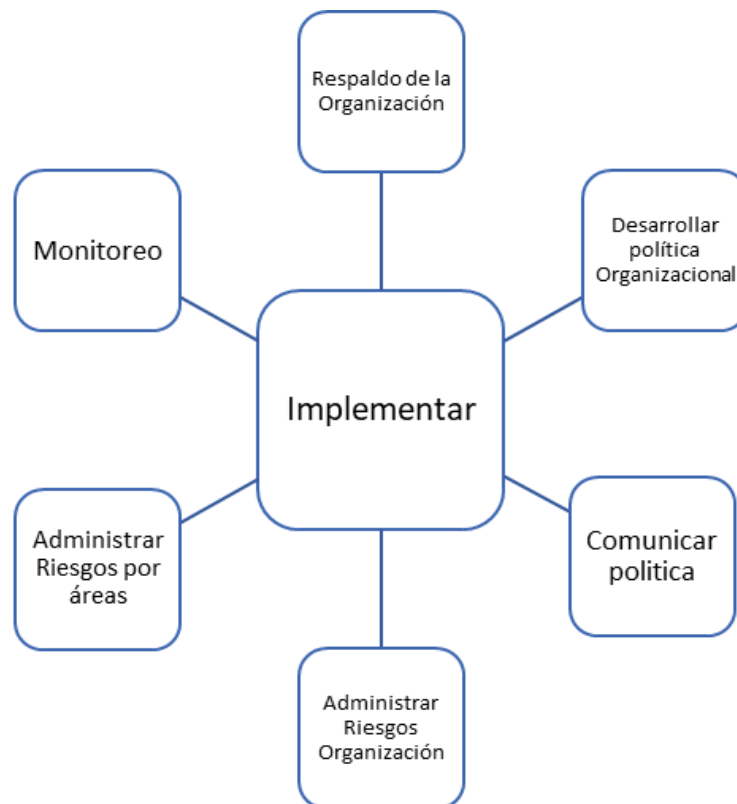 Respaldo de la
Organización
Monitoreo
Desarrollar
política
Organizacional
Implementar
Administrar
Riesgos por
áreas
Comunicar
politica
Administrar
Riesgos
Organización